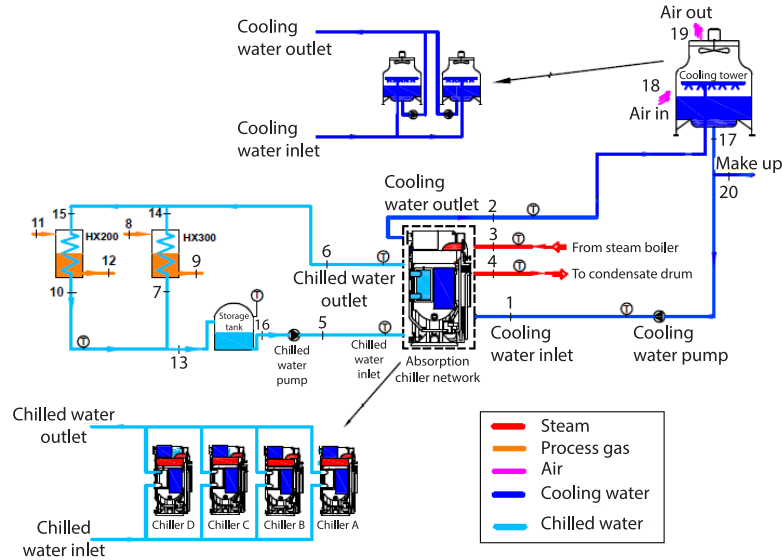 Air out
19
Cooling
water outlet
Cooling tower
18
Air in
Cooling
water inlet
17
Make up
20
Cooling
water outlet
2
15
14
11
HX200
8
HX300
3
From steam boiler
T
6
T
T
12
9
Chilled water
outlet
4
T
To condensate drum
10
7
T
Storage
tank
16
5
T
1
T
T
13
Chilled
water
pump
Chilled
water
inlet
Absorption
chiller network
Cooling
water inlet
Cooling
water pump
Chilled water
outlet
Steam
Process gas
Air
Cooling water
Chilled water
Chiller D
Chiller C
Chiller B
Chiller A
Chilled
water inlet